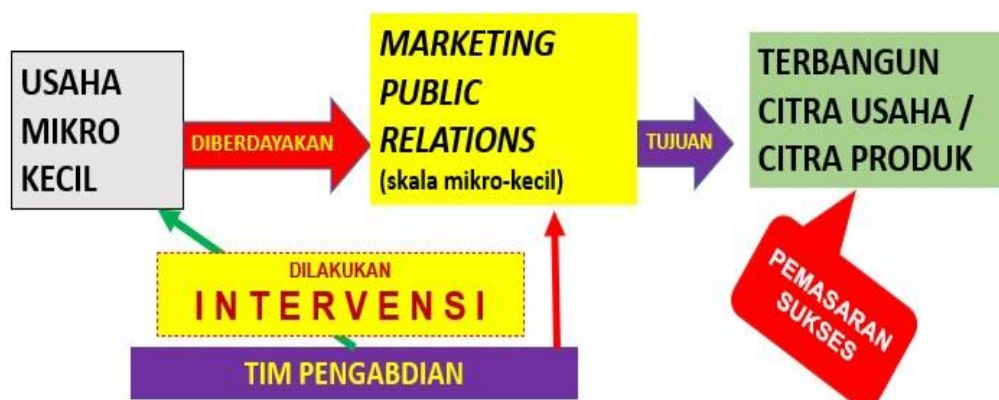 USAHA
MIKRO
KECIL
DIBERDAYAKAN
MARKETING
PUBLIC
RELATIONS
(skala mikro-kecil)
TUJUAN
TERBANGUN
CITRA USAHA /
CITRA PRODUK
PEMASARAN
SUKSES
DILAKUKAN
INTERVENSI
TIM PENGABDIAN